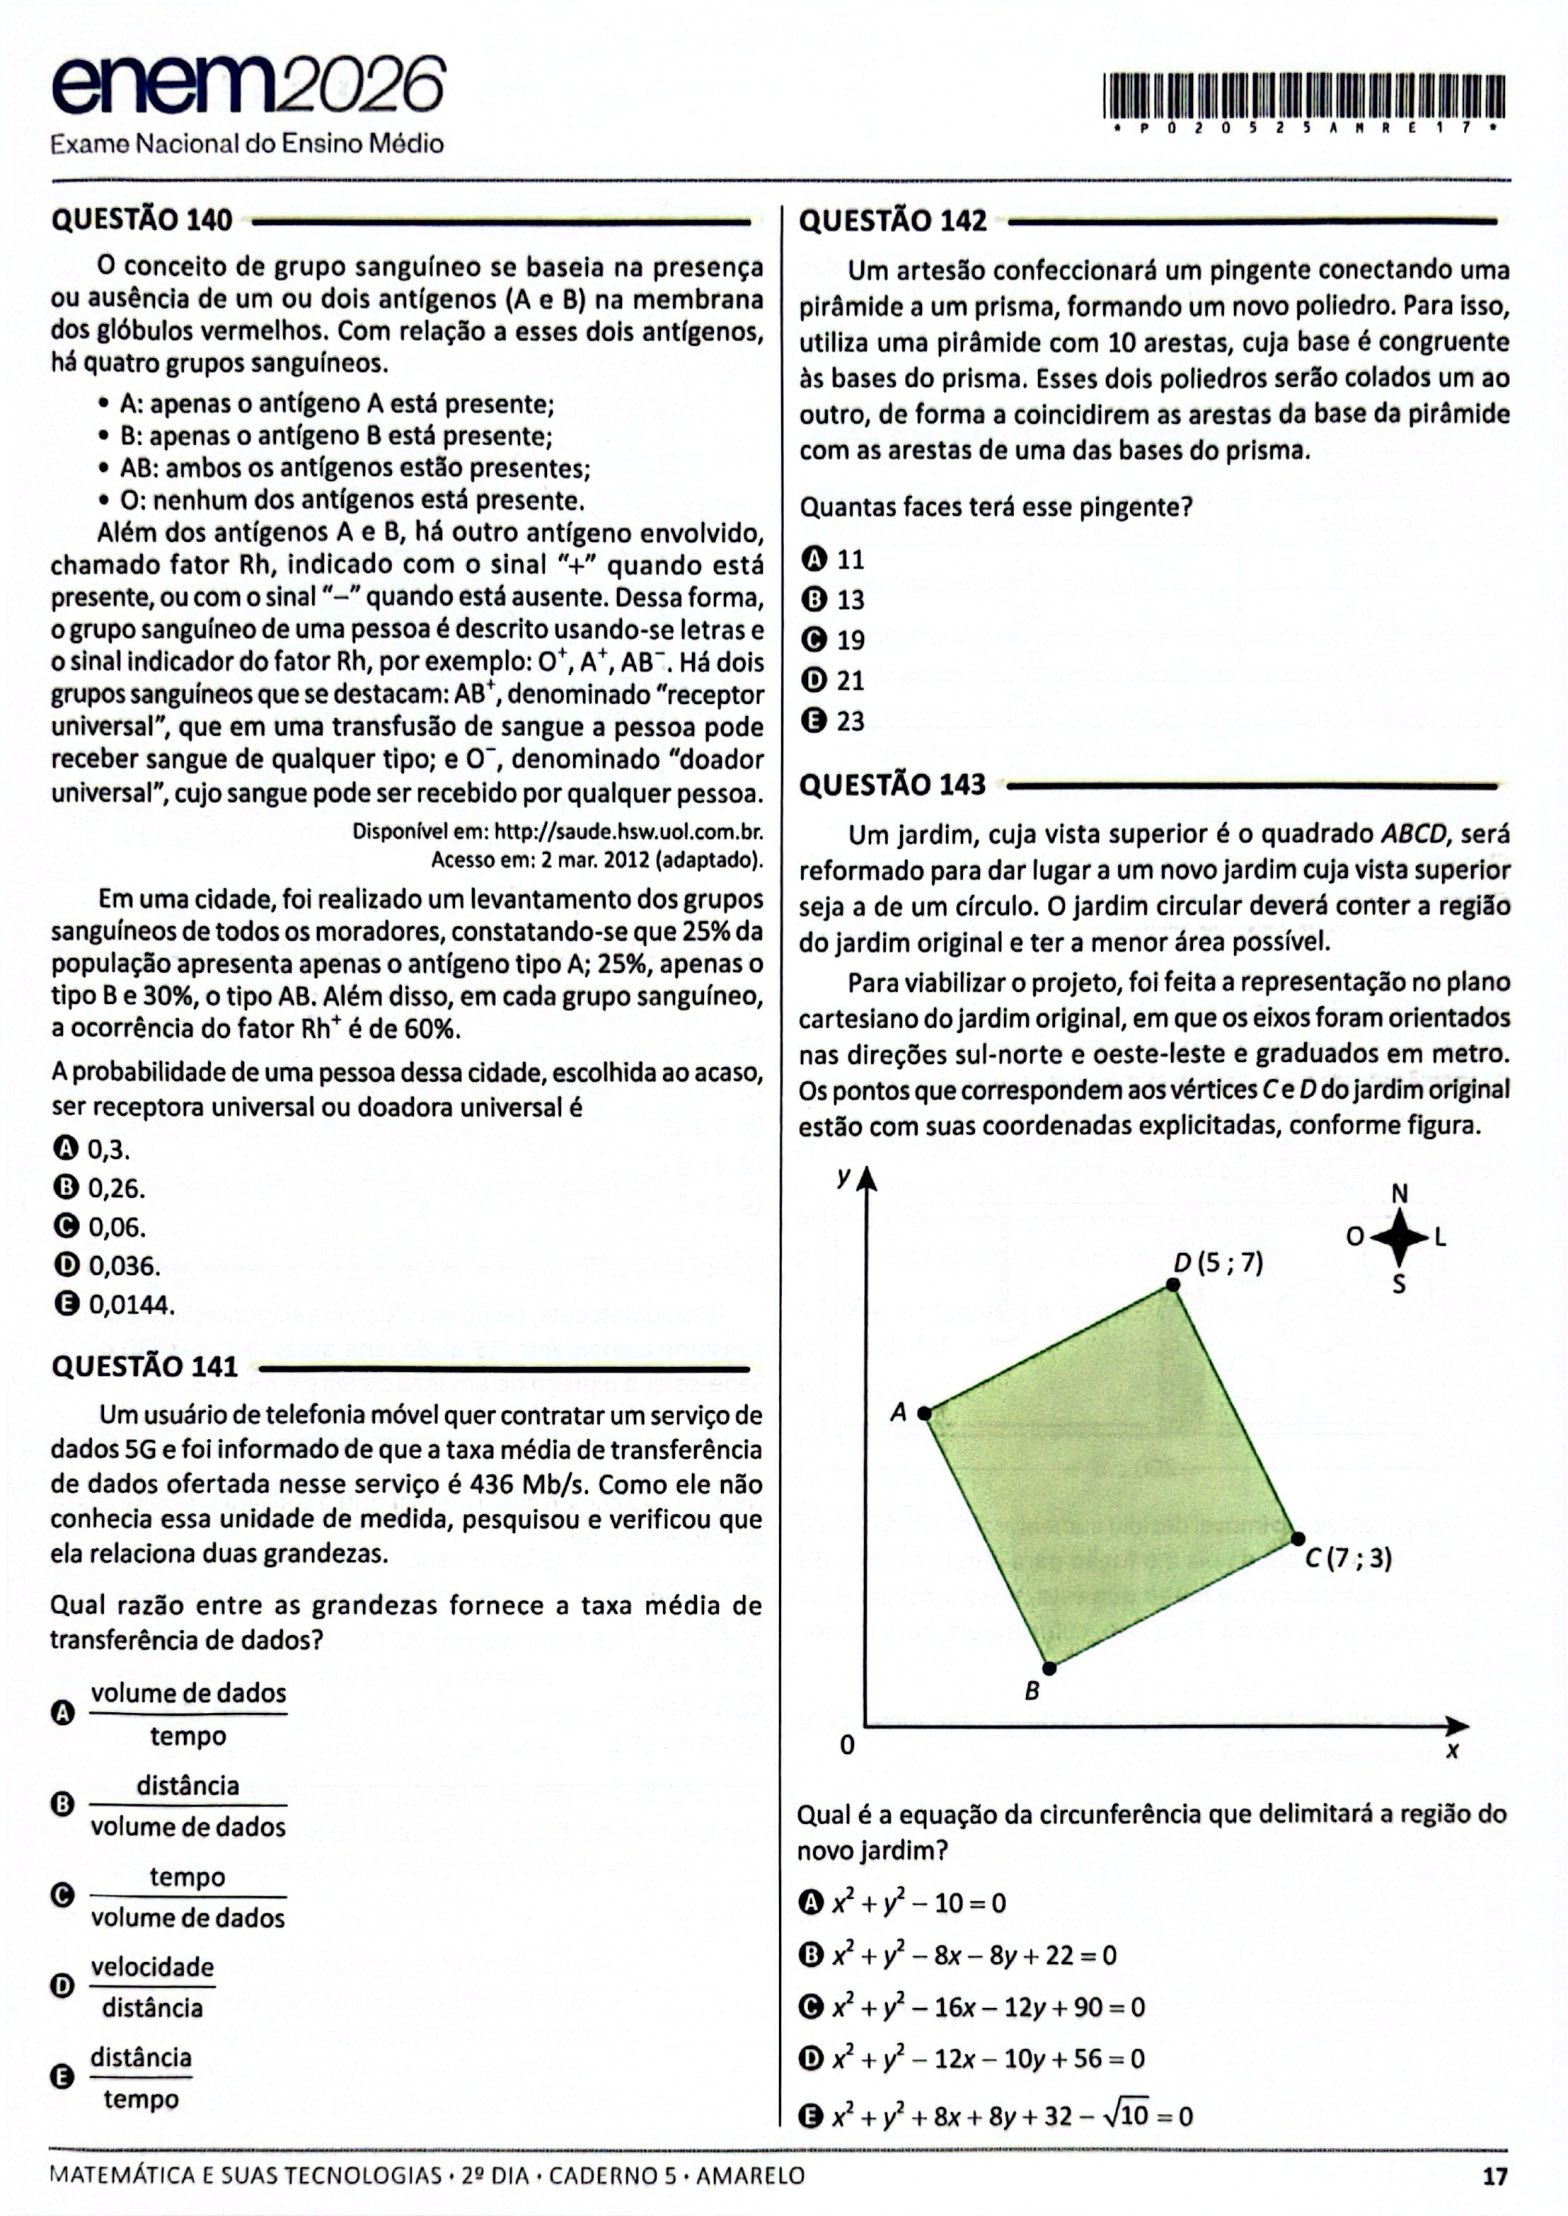 enem2026
Exame Nacional do Ensino Médio
* P 0 2 0 5 2 5 A M R E 1 7 *
QUESTÃO 140
O conceito de grupo sanguíneo se baseia na presença
ou ausência de um ou dois antígenos (A e B) na membrana
dos glóbulos vermelhos. Com relação a esses dois antígenos,
há quatro grupos sanguíneos.
• A: apenas o antígeno A está presente;
• B: apenas o antígeno B está presente;
• AB: ambos os antígenos estão presentes;
• O: nenhum dos antígenos está presente.
Além dos antígenos A e B, há outro antígeno envolvido,
chamado fator Rh, indicado com o sinal “+” quando está
presente, ou com o sinal “−” quando está ausente. Dessa forma,
o grupo sanguíneo de uma pessoa é descrito usando-se letras e
o sinal indicador do fator Rh, por exemplo: O⁺, A⁺, AB⁻. Há dois
grupos sanguíneos que se destacam: AB⁺, denominado “receptor
universal”, que em uma transfusão de sangue a pessoa pode
receber sangue de qualquer tipo; e O⁻, denominado “doador
universal”, cujo sangue pode ser recebido por qualquer pessoa.
Disponível em: http://saude.hsw.uol.com.br.
Acesso em: 2 mar. 2012 (adaptado).
Em uma cidade, foi realizado um levantamento dos grupos
sanguíneos de todos os moradores, constatando-se que 25% da
população apresenta apenas o antígeno tipo A; 25%, apenas o
tipo B e 30%, o tipo AB. Além disso, em cada grupo sanguíneo,
a ocorrência do fator Rh⁺ é de 60%.
A probabilidade de uma pessoa dessa cidade, escolhida ao acaso,
ser receptora universal ou doadora universal é
A 0,3.
B 0,26.
C 0,06.
D 0,036.
E 0,0144.
QUESTÃO 141
Um usuário de telefonia móvel quer contratar um serviço de
dados 5G e foi informado de que a taxa média de transferência
de dados ofertada nesse serviço é 436 Mb/s. Como ele não
conhecia essa unidade de medida, pesquisou e verificou que
ela relaciona duas grandezas.
Qual razão entre as grandezas fornece a taxa média de
transferência de dados?
A volume de dados
tempo
B distância
volume de dados
C tempo
volume de dados
D velocidade
distância
E distância
tempo
QUESTÃO 142
Um artesão confeccionará um pingente conectando uma
pirâmide a um prisma, formando um novo poliedro. Para isso,
utiliza uma pirâmide com 10 arestas, cuja base é congruente
às bases do prisma. Esses dois poliedros serão colados um ao
outro, de forma a coincidirem as arestas da base da pirâmide
com as arestas de uma das bases do prisma.
Quantas faces terá esse pingente?
A 11
B 13
C 19
D 21
E 23
QUESTÃO 143
Um jardim, cuja vista superior é o quadrado ABCD, será
reformado para dar lugar a um novo jardim cuja vista superior
seja a de um círculo. O jardim circular deverá conter a região
do jardim original e ter a menor área possível.
Para viabilizar o projeto, foi feita a representação no plano
cartesiano do jardim original, em que os eixos foram orientados
nas direções sul-norte e oeste-leste e graduados em metro.
Os pontos que correspondem aos vértices C e D do jardim original
estão com suas coordenadas explicitadas, conforme figura.
y
N
O L
S
D (5 ; 7)
A
C (7 ; 3)
B
0
x
Qual é a equação da circunferência que delimitará a região do
novo jardim?
A x² + y² − 10 = 0
B x² + y² − 8x − 8y + 22 = 0
C x² + y² − 16x − 12y + 90 = 0
D x² + y² − 12x − 10y + 56 = 0
E x² + y² + 8x + 8y + 32 − √10 = 0
MATEMÁTICA E SUAS TECNOLOGIAS • 2º DIA • CADERNO 5 • AMARELO
17